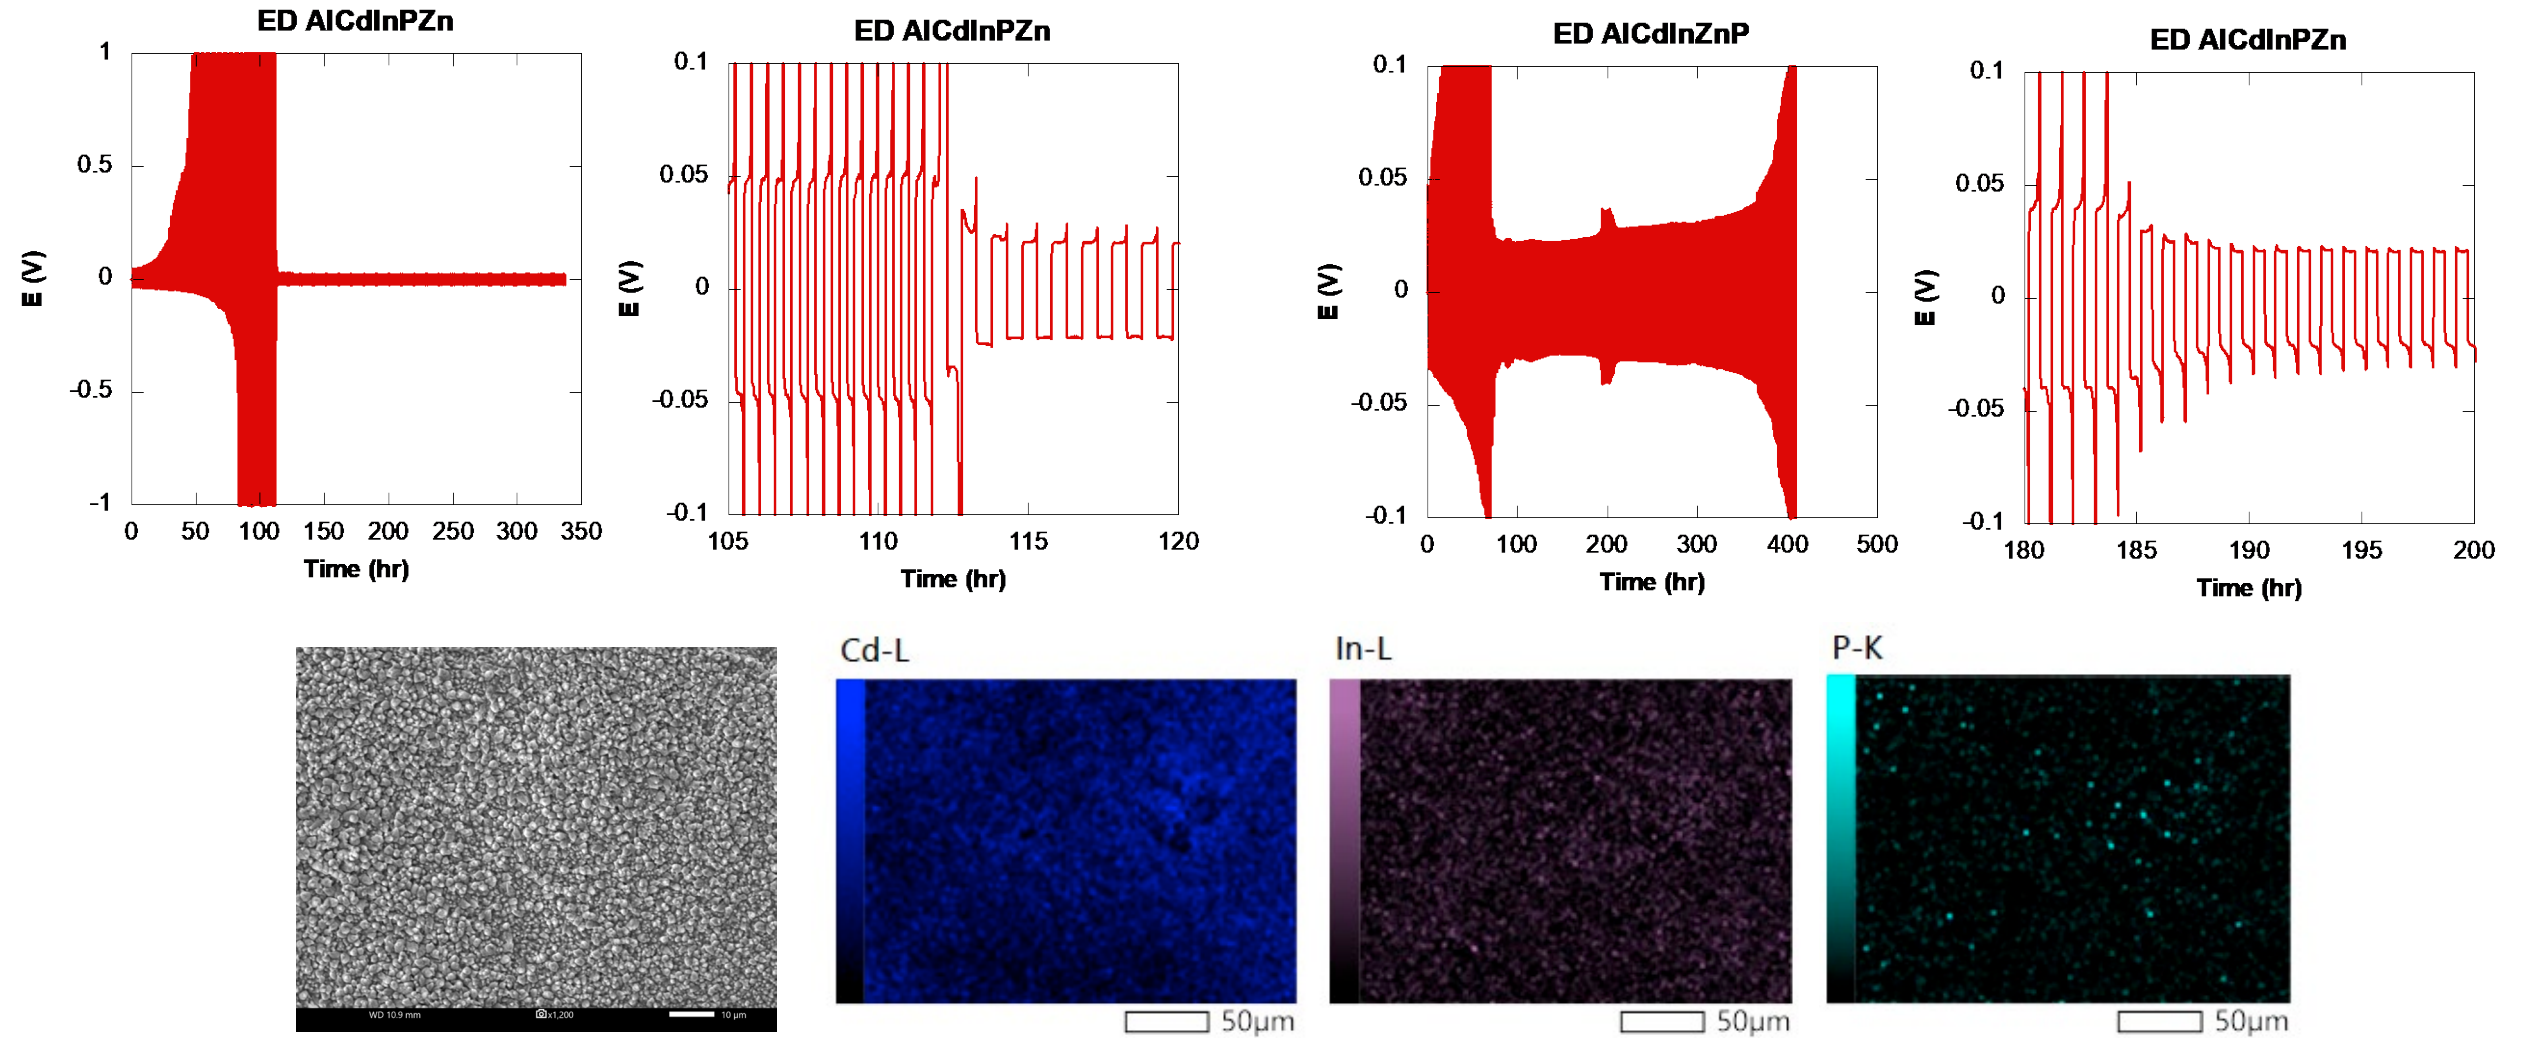 ED AlCdInPZn
1
0.5
0
-0.5
-1
E (V)
0 50 100 150 200 250 300 350
Time (hr)
ED AlCdInPZn
0.1
0.05
0
-0.05
-0.1
E (V)
105 110 115 120
Time (hr)
ED AlCdInZnP
0.1
0.05
0
-0.05
-0.1
E (V)
0 100 200 300 400 500
Time (hr)
ED AlCdInPZn
0.1
0.05
0
-0.05
-0.1
E (V)
180 185 190 195 200
Time (hr)
WD 10.9 mm x1,200 10 µm
Cd-L
50µm
In-L
50µm
P-K
50µm